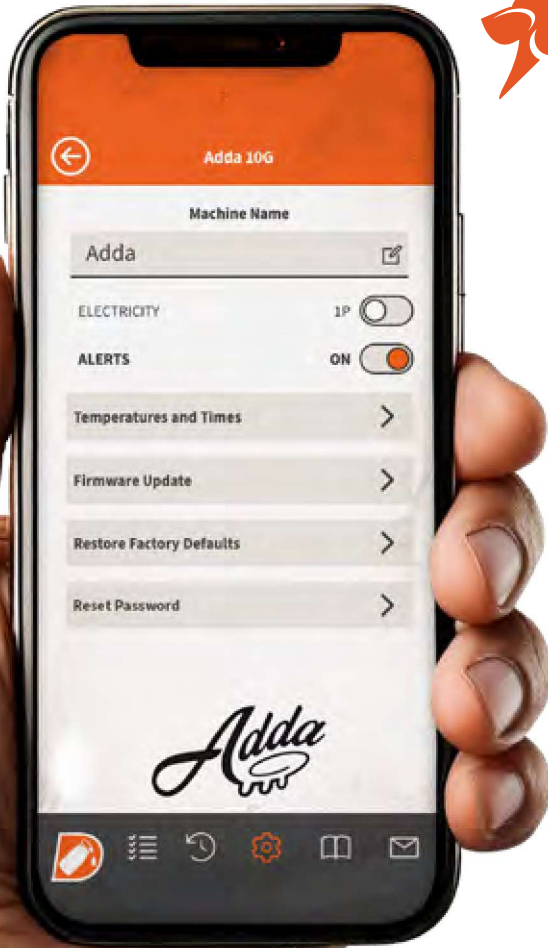 Adda 10G
Machine Name
Adda
ELECTRICITY 1P
ALERTS ON
Temperatures and Times
Firmware Update
Restore Factory Defaults
Reset Password
Adda